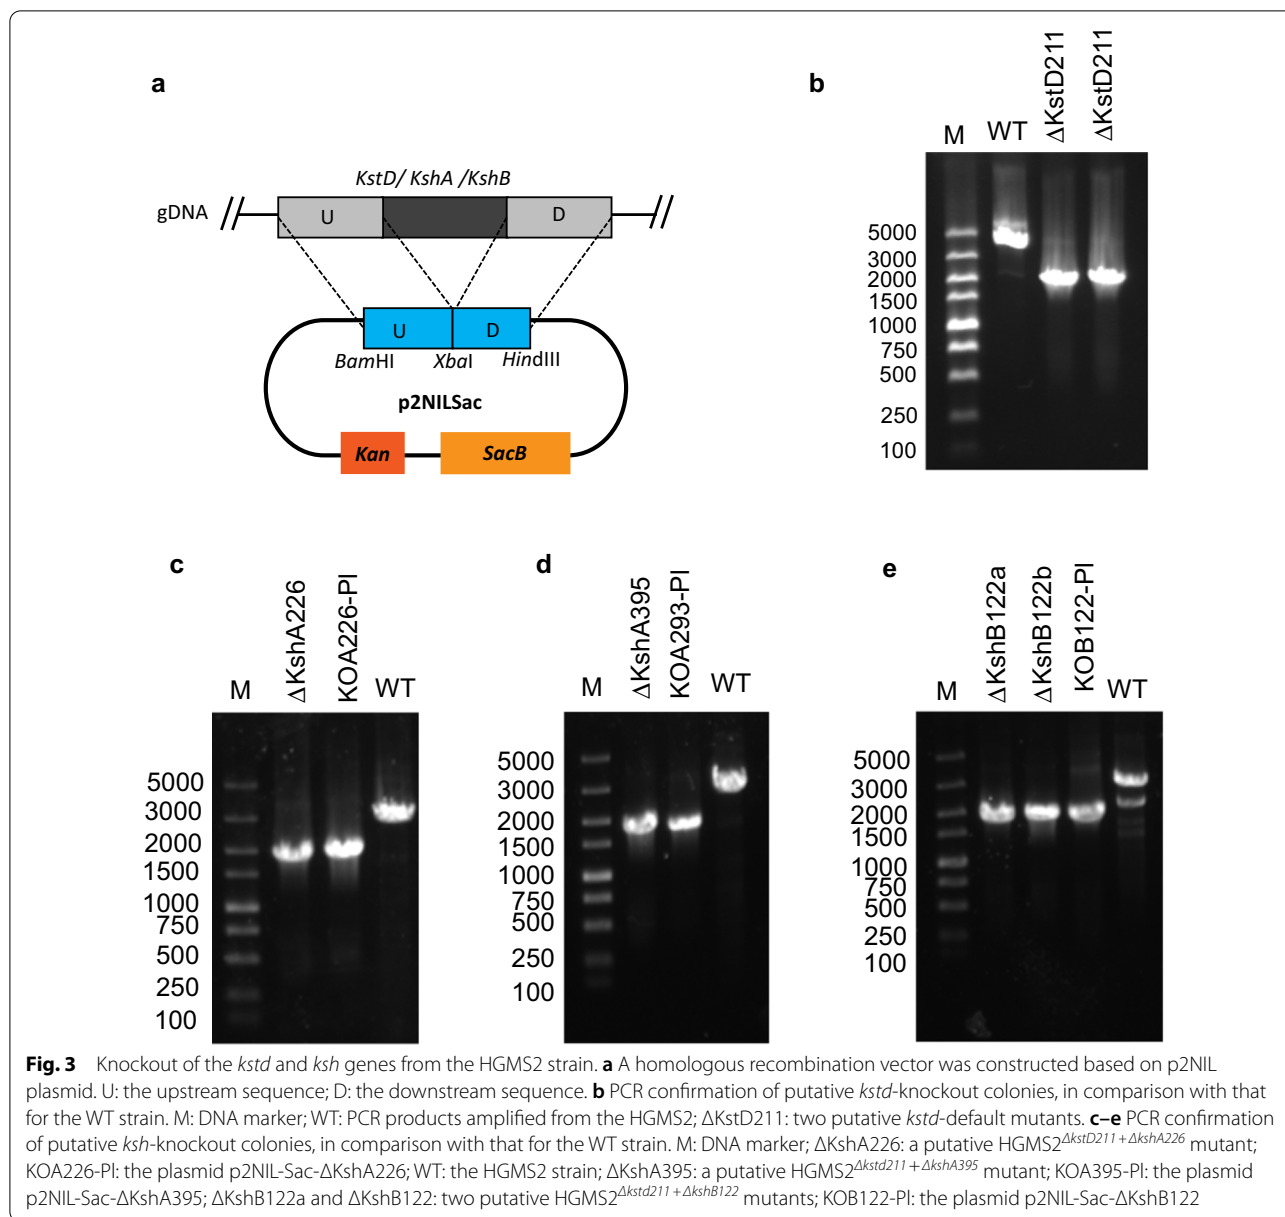 a
KstD/ KshA /KshB
gDNA
U
D
U
D
BamHI
XbaI
HindIII
p2NILSac
Kan
SacB
b
M
WT
ΔKstD211
ΔKstD211
5000
3000
2000
1500
1000
750
500
250
100
c
M
ΔKshA226
KOA226-Pl
WT
5000
3000
2000
1500
1000
750
500
250
100
d
M
ΔKshA395
KOA293-Pl
WT
5000
3000
2000
1500
1000
750
500
250
100
e
M
ΔKshB122a
ΔKshB122b
KOB122-Pl
WT
5000
3000
2000
1500
1000
750
500
250
100
Fig. 3 Knockout of the kstd and ksh genes from the HGMS2 strain. a A homologous recombination vector was constructed based on p2NIL
plasmid. U: the upstream sequence; D: the downstream sequence. b PCR confirmation of putative kstd-knockout colonies, in comparison with that
for the WT strain. M: DNA marker; WT: PCR products amplified from the HGMS2; ΔKstD211: two putative kstd-default mutants. c–e PCR confirmation
of putative ksh-knockout colonies, in comparison with that for the WT strain. M: DNA marker; ΔKshA226: a putative HGMS2ΔkstD211+ΔkshA226 mutant;
KOA226-Pl: the plasmid p2NIL-Sac-ΔKshA226; WT: the HGMS2 strain; ΔKshA395: a putative HGMS2Δkstd211+ΔkshA395 mutant; KOA395-Pl: the plasmid
p2NIL-Sac-ΔKshA395; ΔKshB122a and ΔKshB122: two putative HGMS2Δkstd211+ΔkshB122 mutants; KOB122-Pl: the plasmid p2NIL-Sac-ΔKshB122